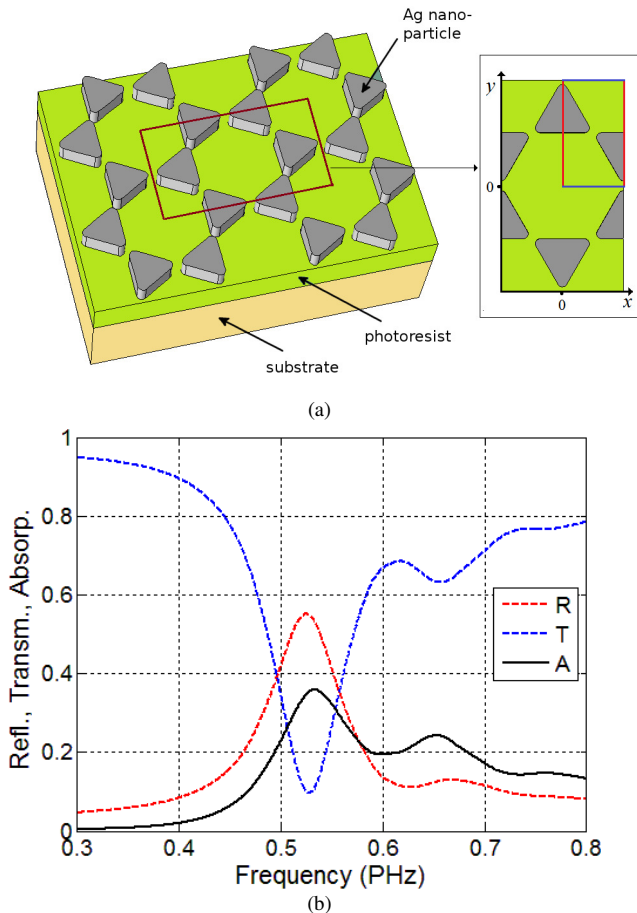 Ag nano-
particle
y
0
0
x
photoresist
substrate
(a)
Refl., Transm., Absorp.
1
0.8
0.6
0.4
0.2
0
R
T
A
0.3 0.4 0.5 0.6 0.7 0.8
Frequency (PHz)
(b)